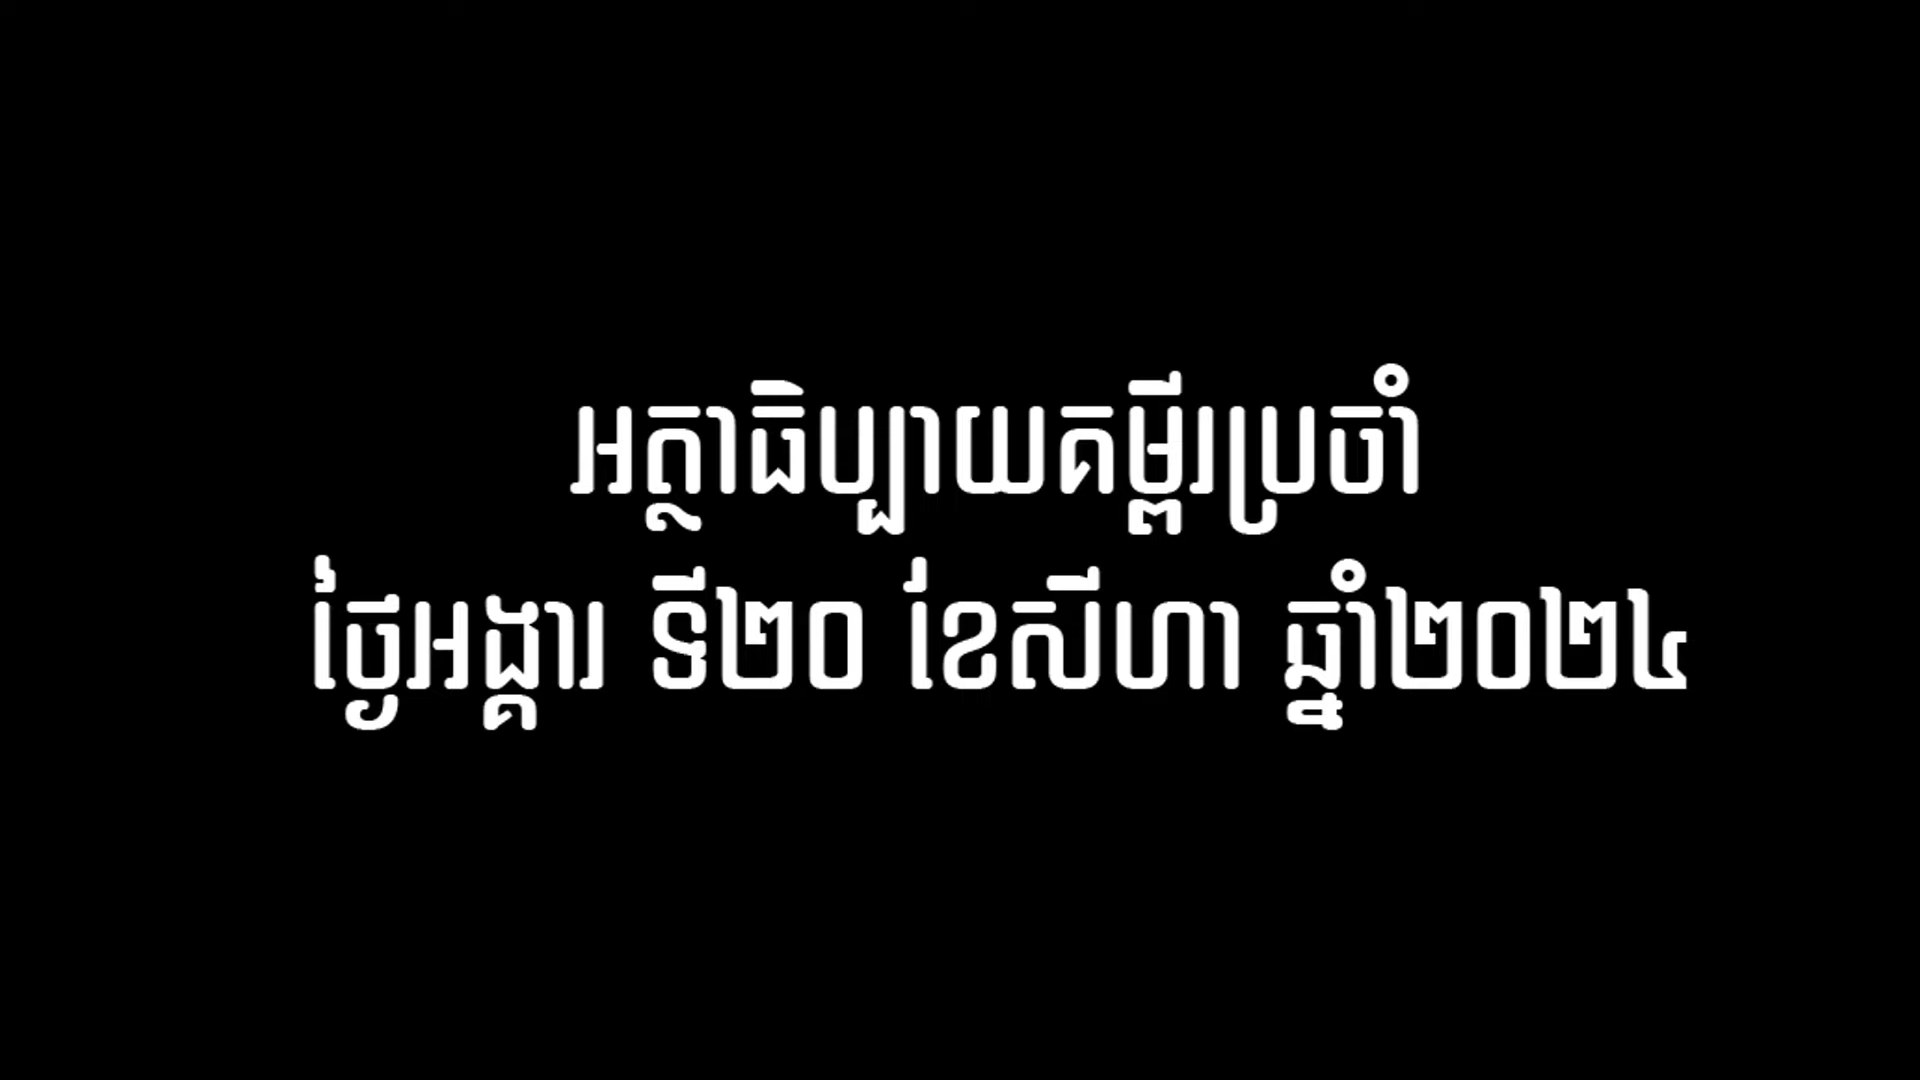 អត្ថាធិប្បាយគម្ពីរប្រចាំ
ថ្ងៃអង្គារ ទី២០ ខែសីហា ឆ្នាំ២០២៤